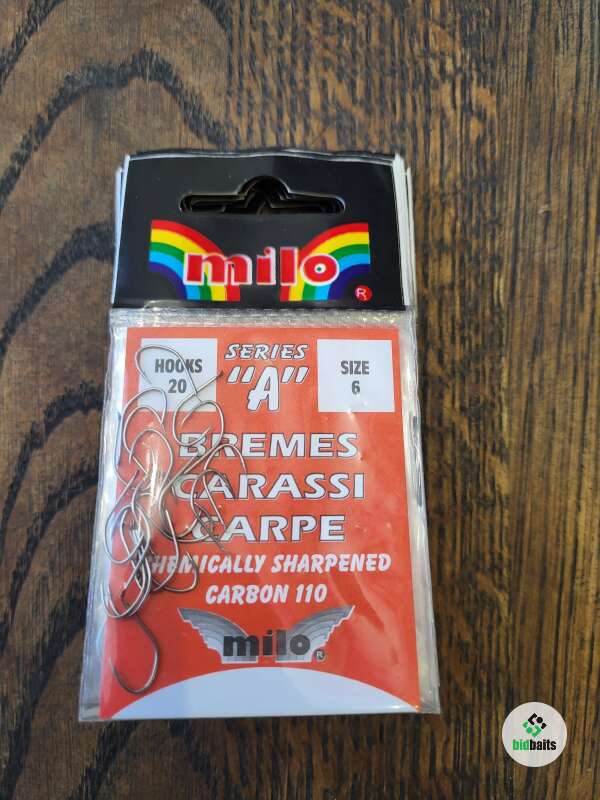 milo
R
HOOKS
20
SERIES
"A"
SIZE
6
BREMES
CARASSI
CARPE
CHEMICALLY SHARPENED
CARBON 110
milo
R
bidbaits